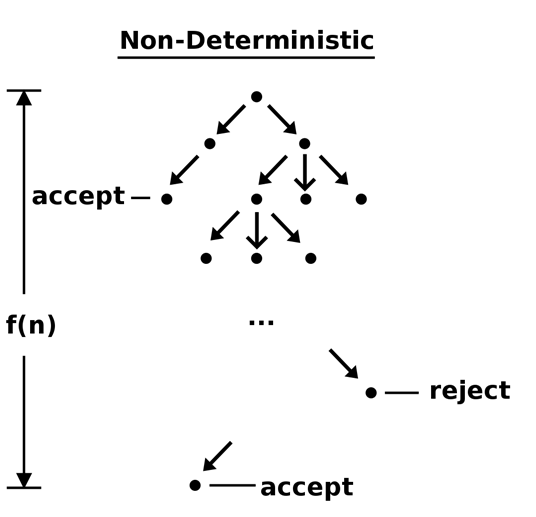 Non-Deterministic
accept
f(n)
...
reject
accept